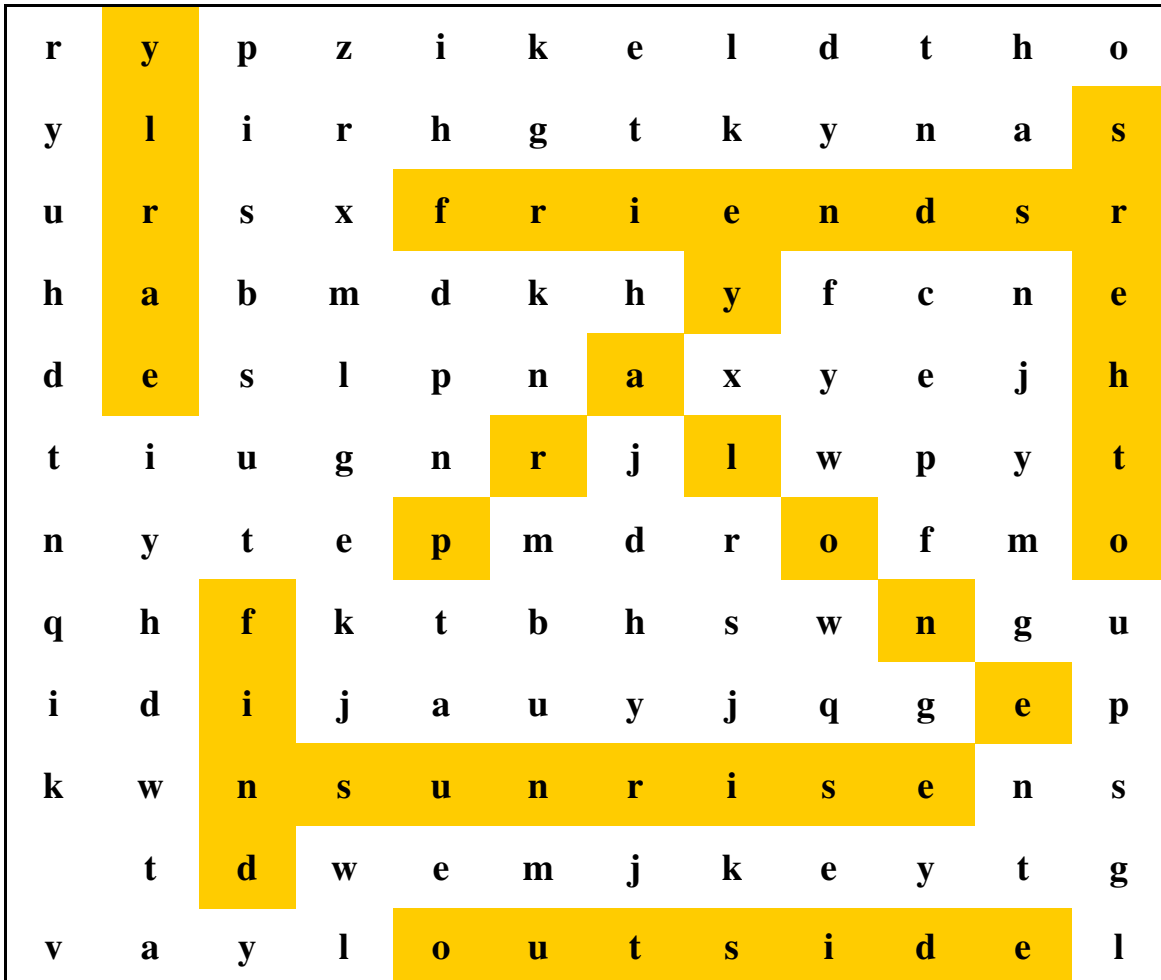 r y p z i k e l d t h o
y l i r h g t k y n a s
u r s x f r i e n d s r
h a b m d k h y f c n e
d e s l p n a x y e j h
t i u g n r j l w p y t
n y t e p m d r o f m o
q h f k t b h s w n g u
i d i j a u y j q g e p
k w n s u n r i s e n s
t d w e m j k e y t g
v a y l o u t s i d e l